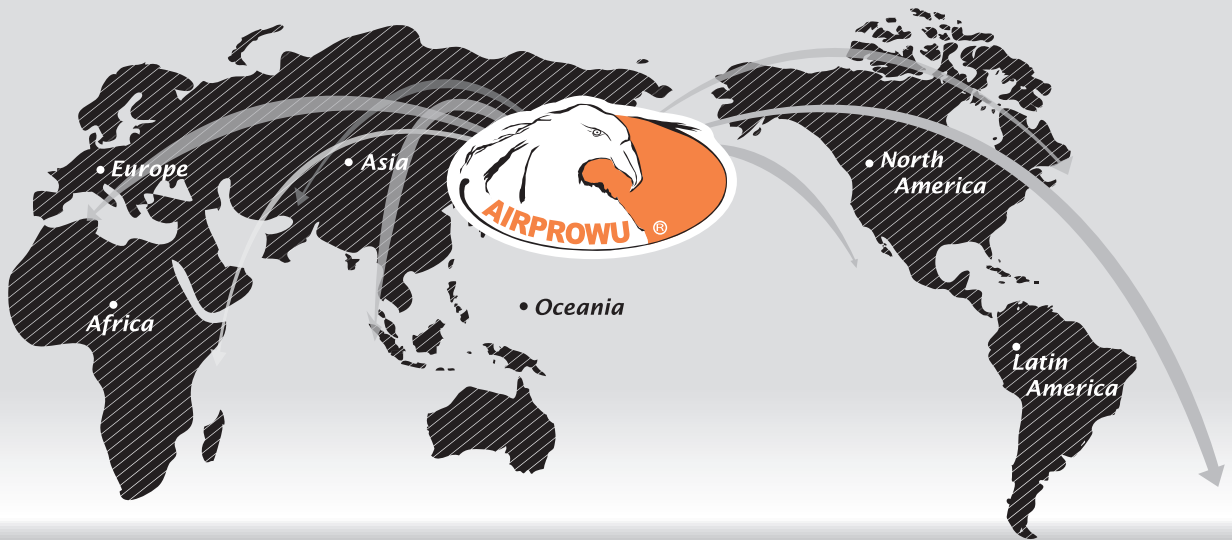 Europe
Asia
North
America
AIRPROWU ®
Oceania
Africa
Latin
America